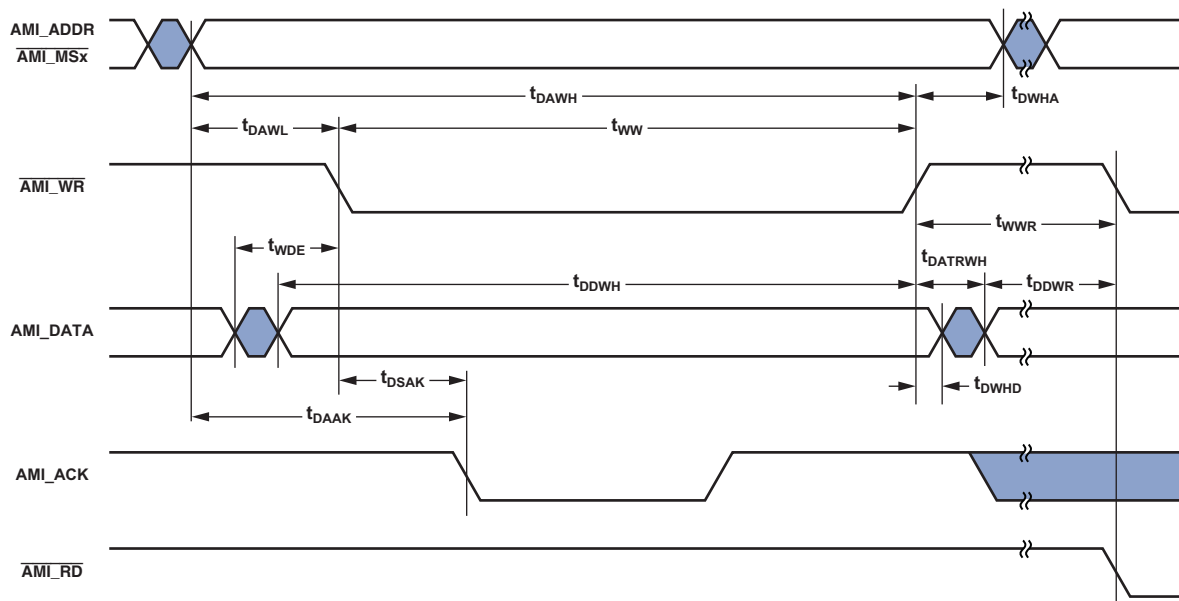 AMI_ADDR
AMI_MSx
tDAWH
tDWHA
tDAWL
tWW
AMI_WR
tWWR
tWDE
tDATRWH
tDDWH
tDDWR
AMI_DATA
tDSAK
tDWHD
tDAAK
AMI_ACK
AMI_RD